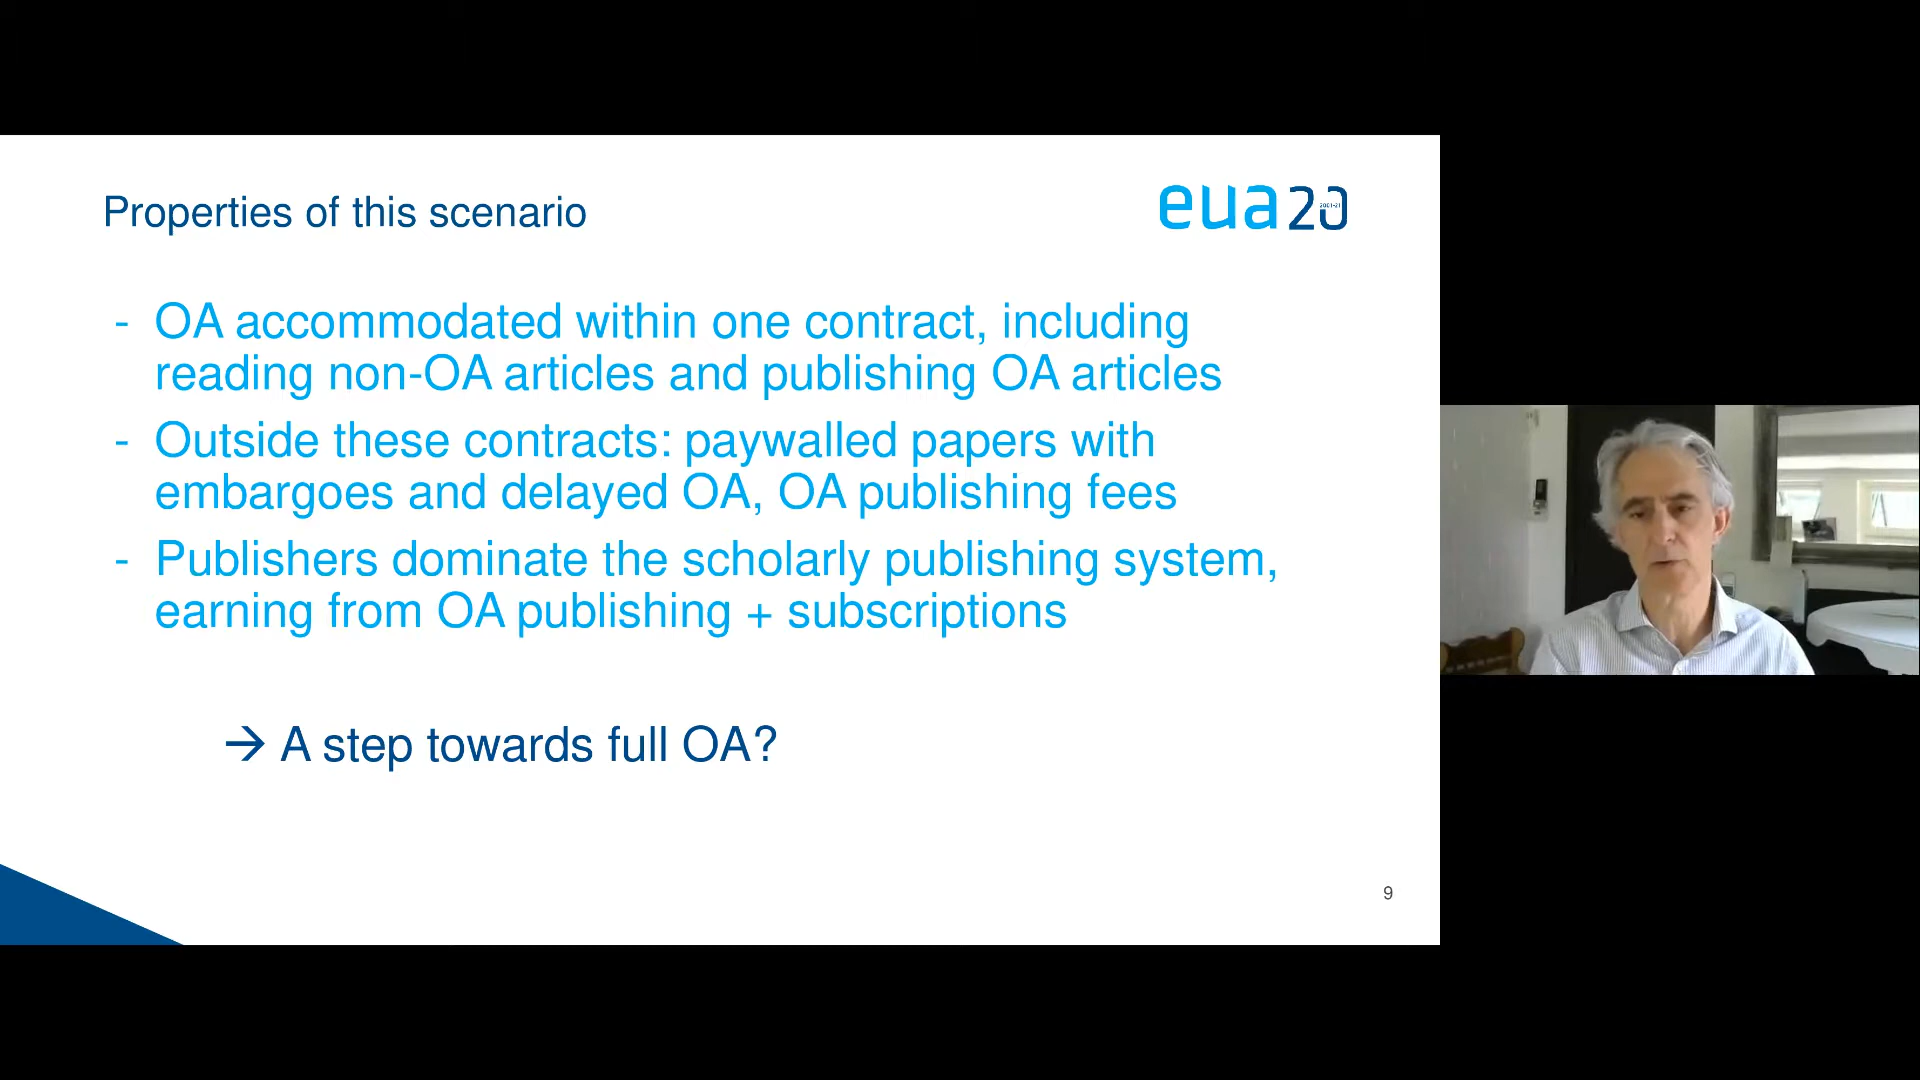 Properties of this scenario
eua20
2001-21
- OA accommodated within one contract, including
reading non-OA articles and publishing OA articles
- Outside these contracts: paywalled papers with
embargoes and delayed OA, OA publishing fees
- Publishers dominate the scholarly publishing system,
earning from OA publishing + subscriptions
→ A step towards full OA?
9